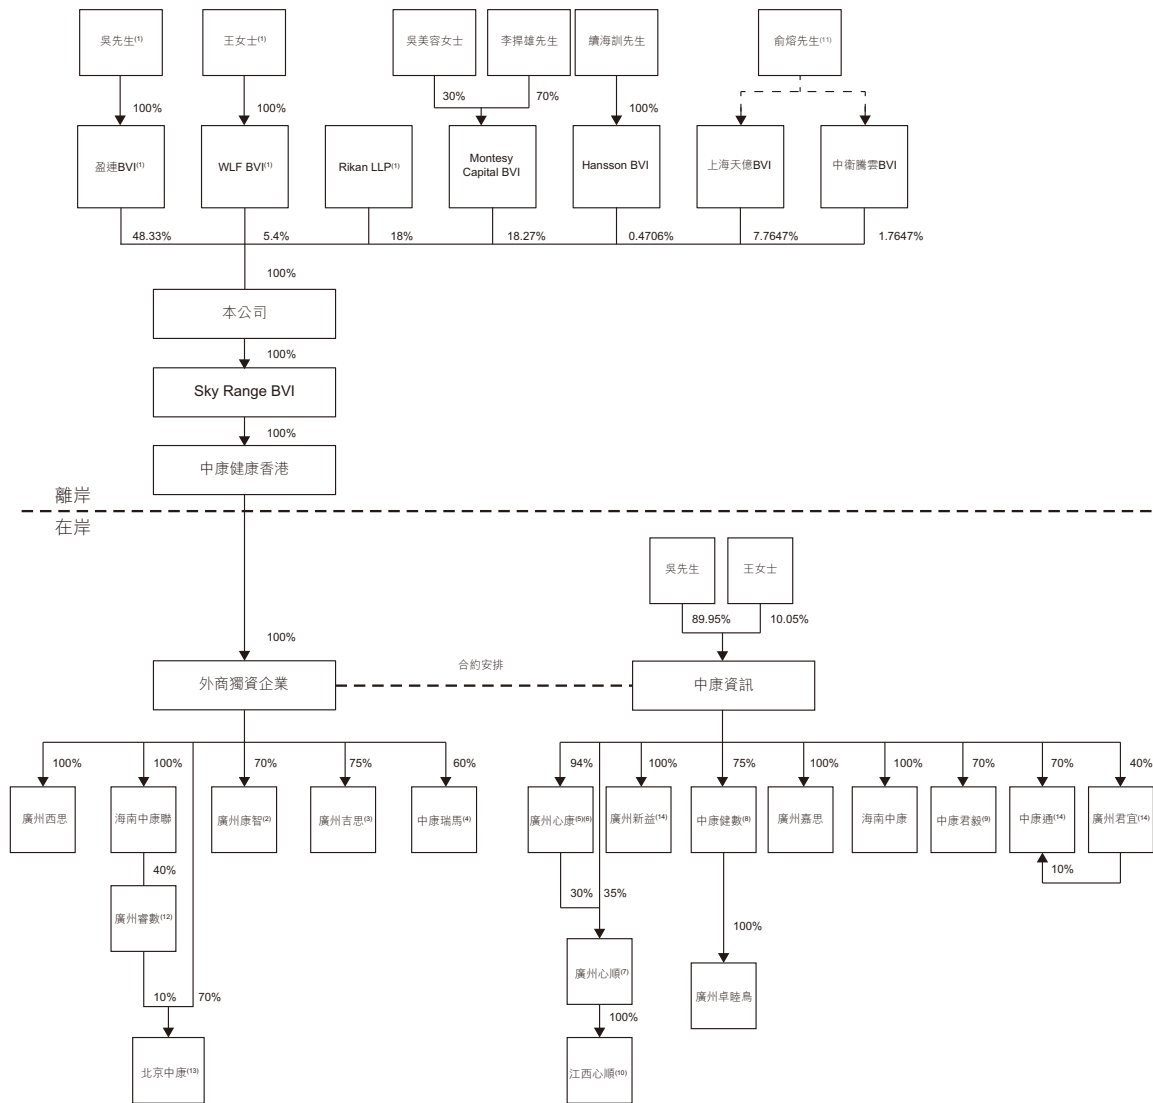 吳先生(1)
王女士(1)
吳美容女士
李捍雄先生
續海訓先生
俞熔先生(11)
100%
100%
30%
70%
100%
盈連BVI(1)
WLF BVI(1)
Rikan LLP(1)
Montesy
Capital BVI
Hansson BVI
上海天億BVI
中衛騰雲BVI
48.33%
5.4%
18%
18.27%
0.4706%
7.7647%
1.7647%
100%
本公司
100%
Sky Range BVI
100%
中康健康香港
離岸
在岸
吳先生
王女士
89.95%
10.05%
100%
外商獨資企業
合約安排
中康資訊
100%
100%
70%
75%
60%
94%
100%
75%
100%
100%
70%
70%
40%
廣州西思
海南中康聯
廣州康智(2)
廣州吉思(3)
中康瑞馬(4)
廣州心康(5)(6)
廣州新益(14)
中康健數(8)
廣州嘉思
海南中康
中康君毅(9)
中康通(14)
廣州君宜(14)
40%
10%
30%
35%
廣州睿數(12)
100%
廣州心順(7)
廣州卓睦鳥
10%
70%
100%
北京中康(13)
江西心順(10)